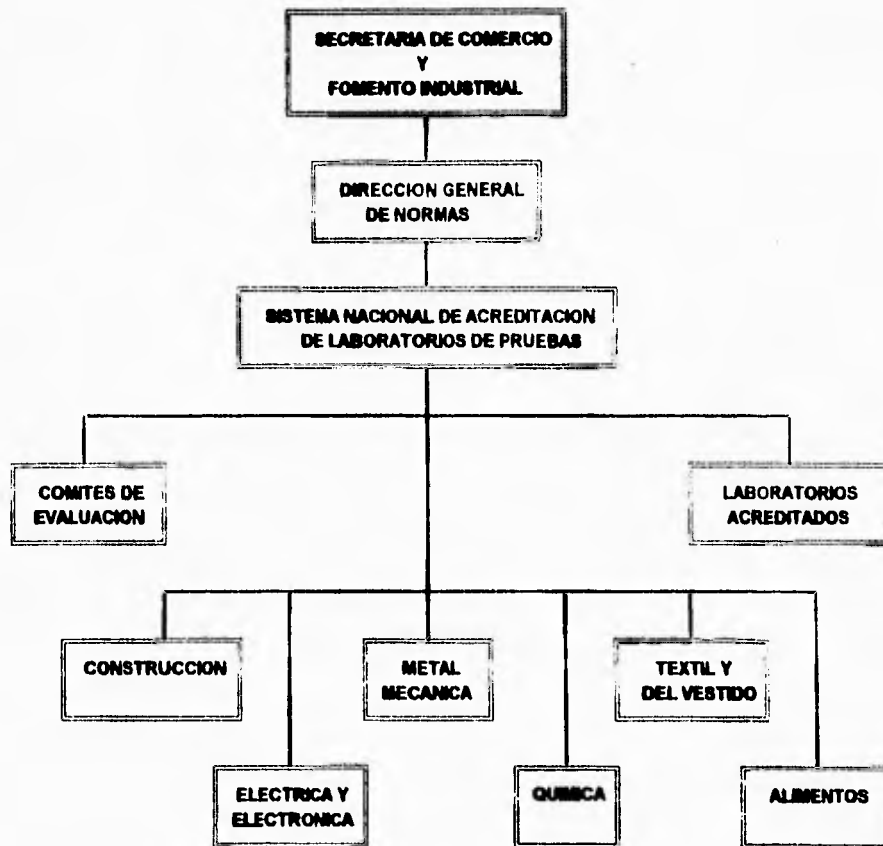 SECRETARIA DE COMERCIO
Y
FOMENTO INDUSTRIAL
DIRECCION GENERAL
DE NORMAS
SISTEMA NACIONAL DE ACREDITACION
DE LABORATORIOS DE PRUEBAS
COMITES DE
EVALUACION
LABORATORIOS
ACREDITADOS
CONSTRUCCION
METAL
MECANICA
TEXTIL Y
DEL VESTIDO
ELECTRICA Y
ELECTRONICA
QUIMICA
ALIMENTOS